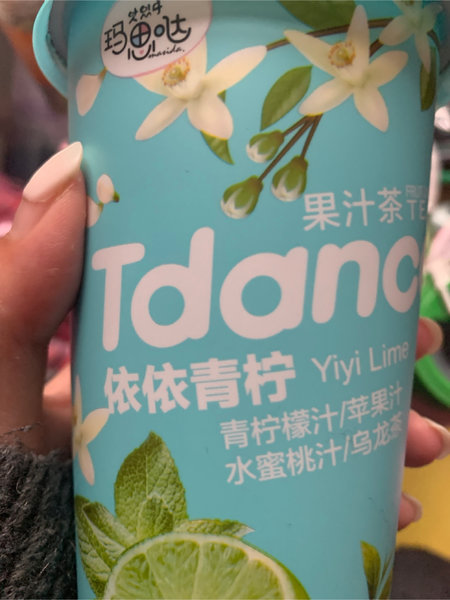 玛思哒
masida.
果汁茶
Tdanc
依依青柠 Yiyi Lime
青柠檬汁/苹果汁
水蜜桃汁/乌龙茶